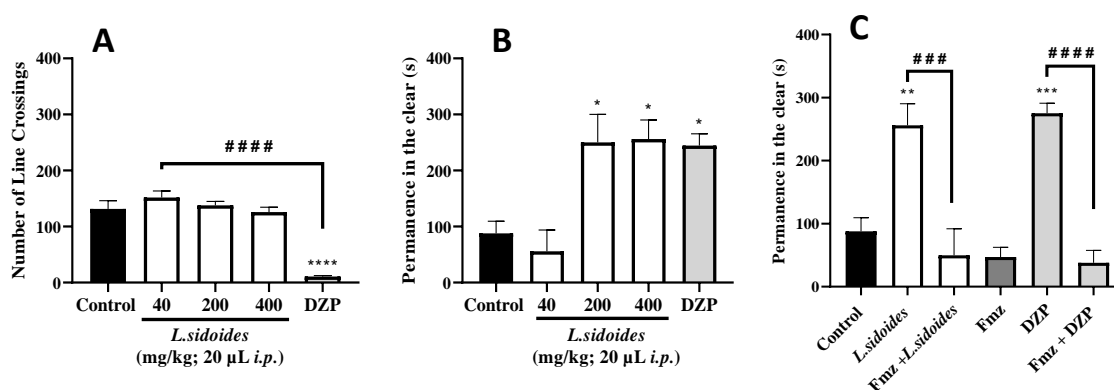 A
Number of Line Crossings
400
300
200
100
0
####
****
Control 40 200 400 DZP
L.sidoides
(mg/kg; 20 µL i.p.)
B
Permanence in the clear (s)
400
300
200
100
0
* * *
Control 40 200 400 DZP
L.sidoides
(mg/kg; 20 µL i.p.)
C
Permanence in the clear (s)
400
300
200
100
0
###
####
**
***
Control
L.sidoides
Fmz +L.sidoides
Fmz
DZP
Fmz + DZP